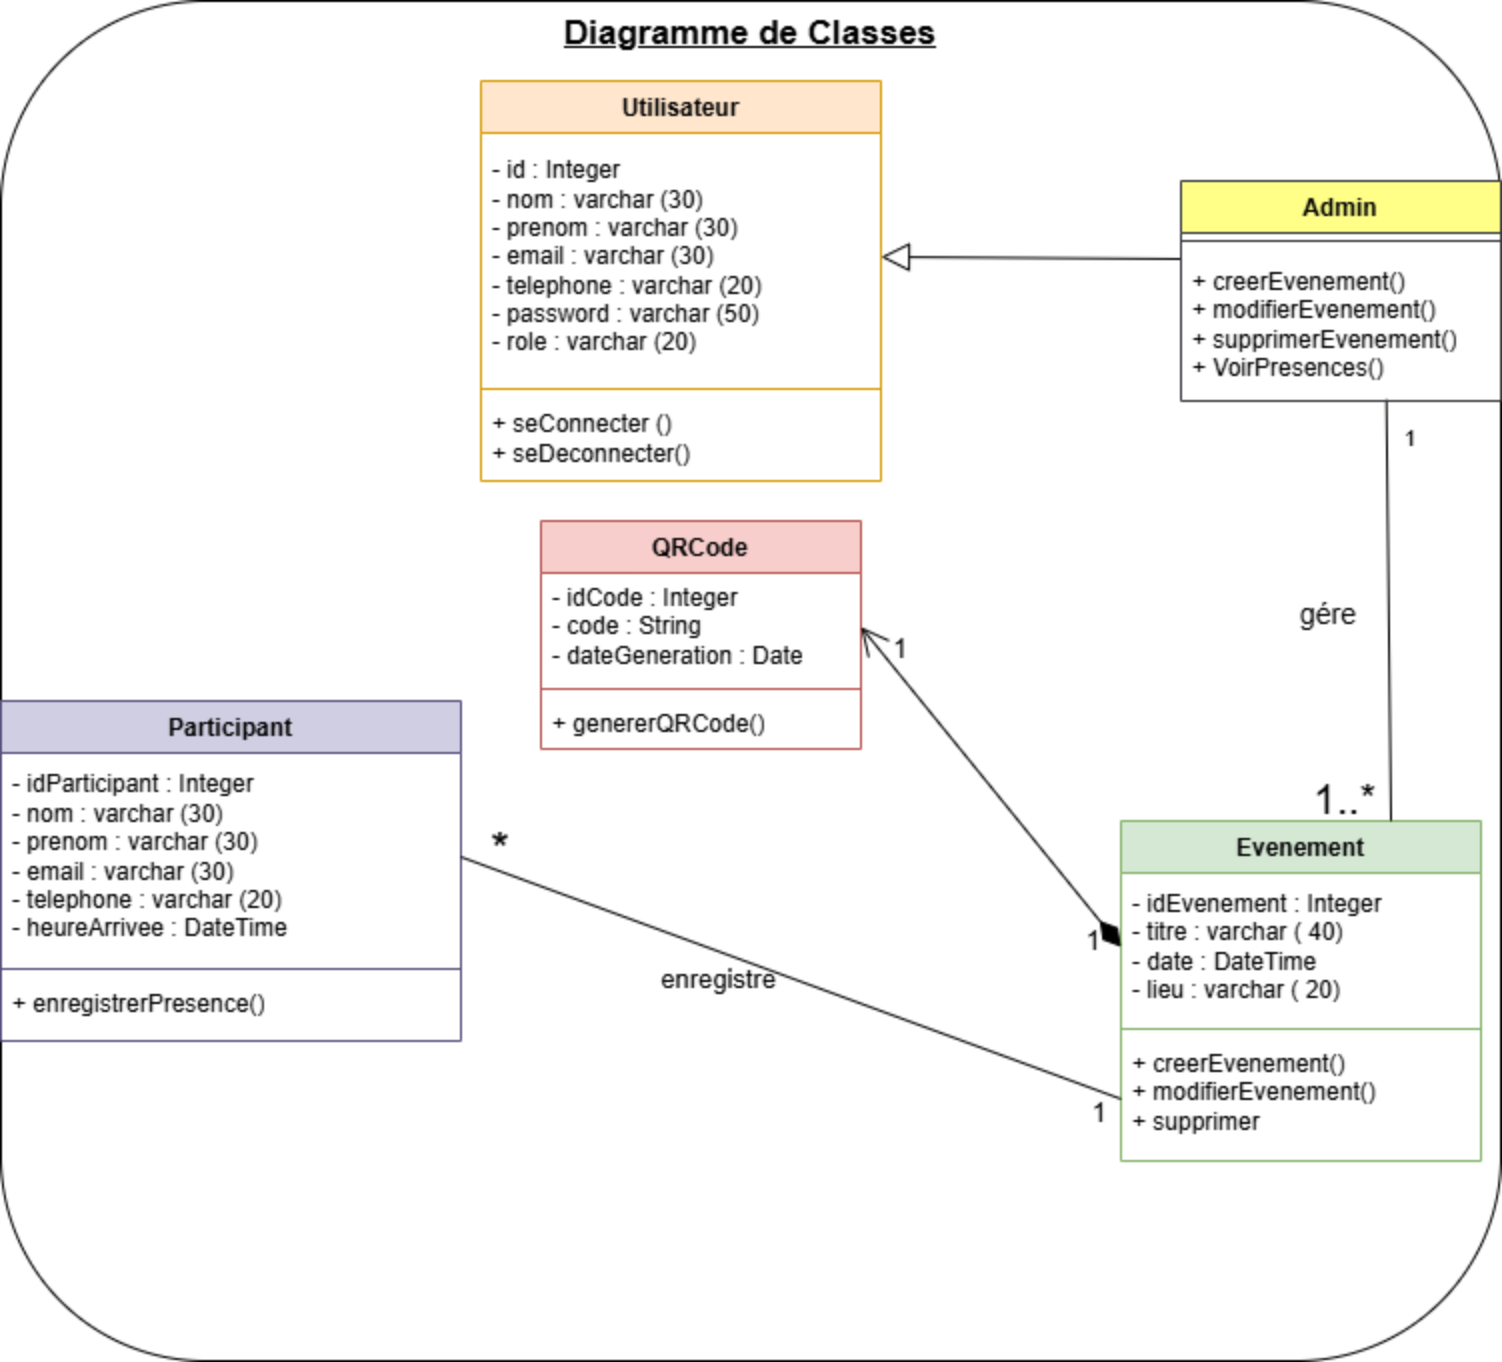 Diagramme de Classes
Utilisateur
- id : Integer
- nom : varchar (30)
- prenom : varchar (30)
- email : varchar (30)
- telephone : varchar (20)
- password : varchar (50)
- role : varchar (20)
+ seConnecter ()
+ seDeconnecter()
Admin
+ creerEvenement()
+ modifierEvenement()
+ supprimerEvenement()
+ VoirPresences()
1
gére
1..*
QRCode
- idCode : Integer
- code : String
- dateGeneration : Date
+ genererQRCode()
1
1
Participant
- idParticipant : Integer
- nom : varchar (30)
- prenom : varchar (30)
- email : varchar (30)
- telephone : varchar (20)
- heureArrivee : DateTime
+ enregistrerPresence()
*
enregistre
1
Evenement
- idEvenement : Integer
- titre : varchar ( 40)
- date : DateTime
- lieu : varchar ( 20)
+ creerEvenement()
+ modifierEvenement()
+ supprimer